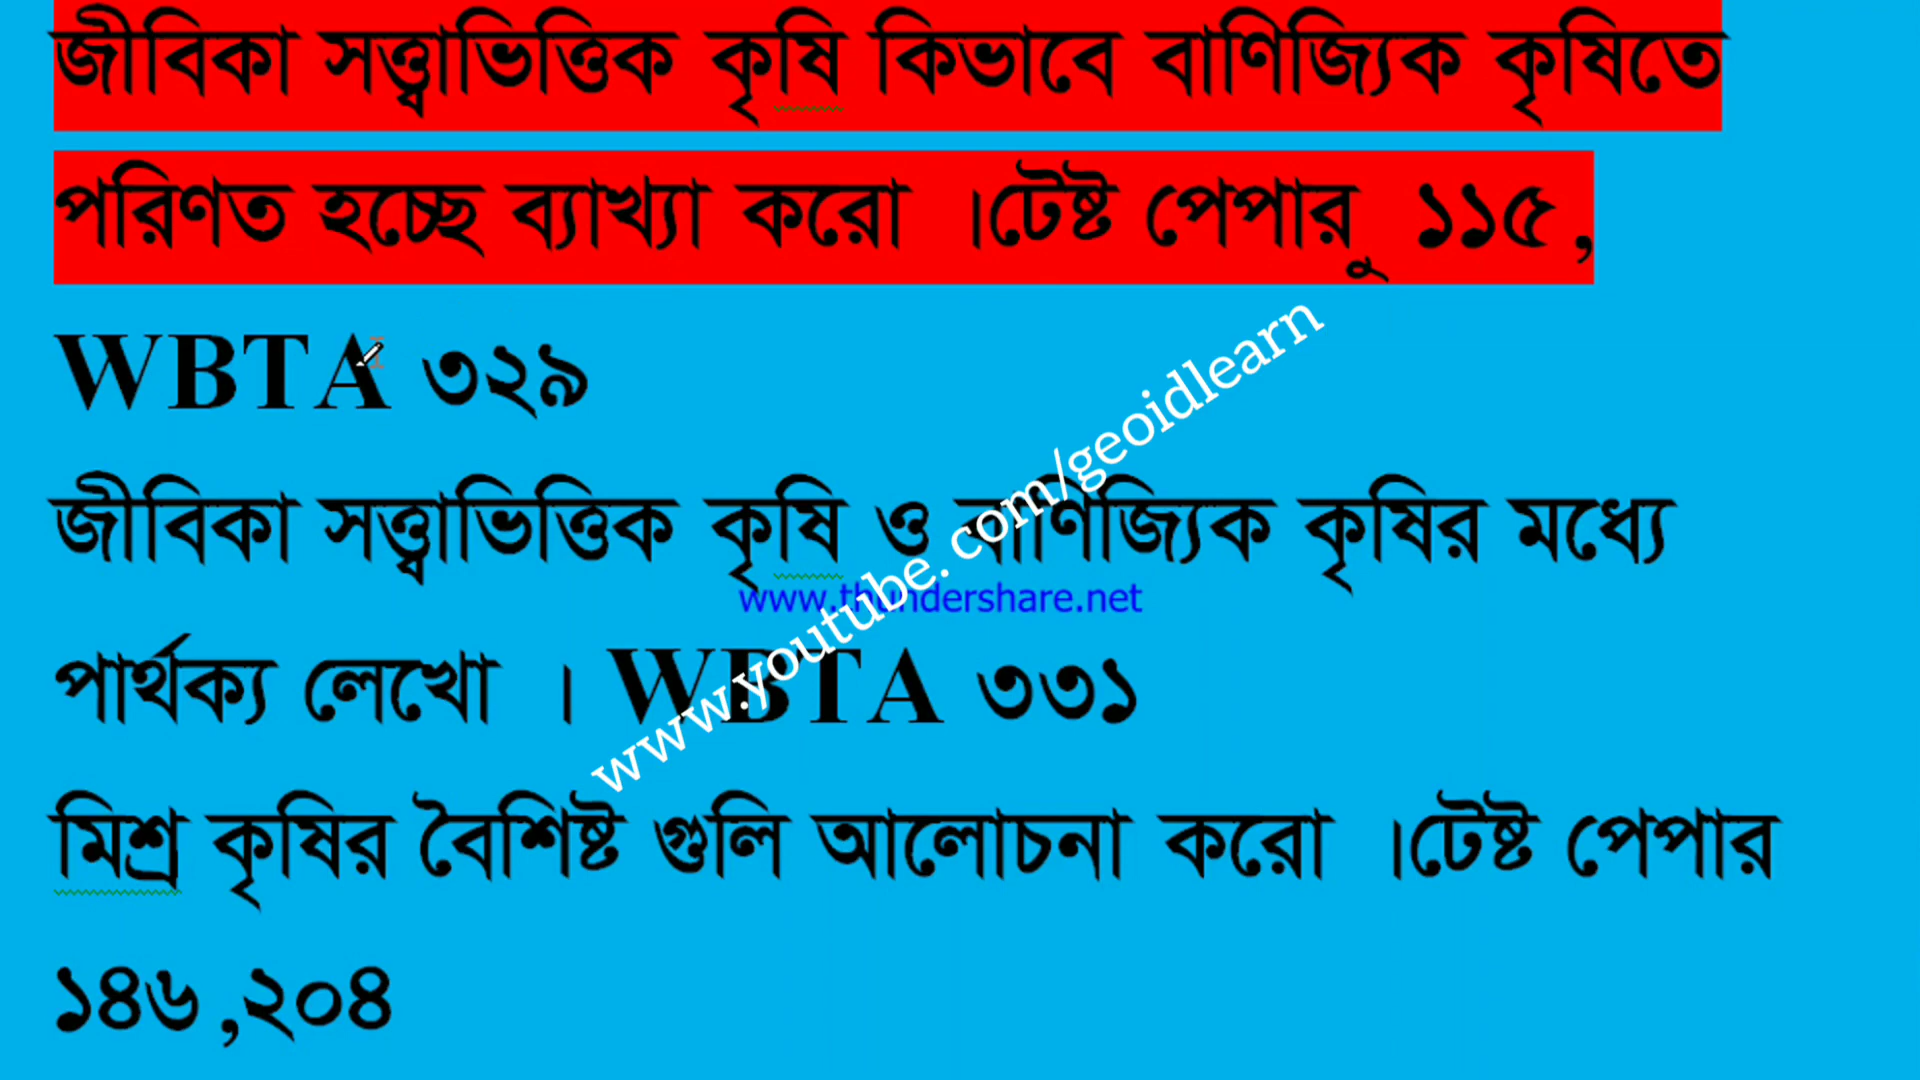 জীবিকা সত্ত্বাভিত্তিক কৃষি কিভাবে বাণিজ্যিক কৃষিতে
পরিণত হচ্ছে ব্যাখ্যা করো ।টেষ্ট পেপারু ১১৫ ,
WBTA ৩২৯
জীবিকা সত্ত্বাভিত্তিক কৃষি ও বাণিজ্যিক কৃষির মধ্যে
পার্থক্য লেখো । WBTA ৩৩১
মিশ্র কৃষির বৈশিষ্ট গুলি আলোচনা করো ।টেষ্ট পেপার
১৪৬ ,২০৪
www.youtube.com/geoidlearn
www.thundershare.net